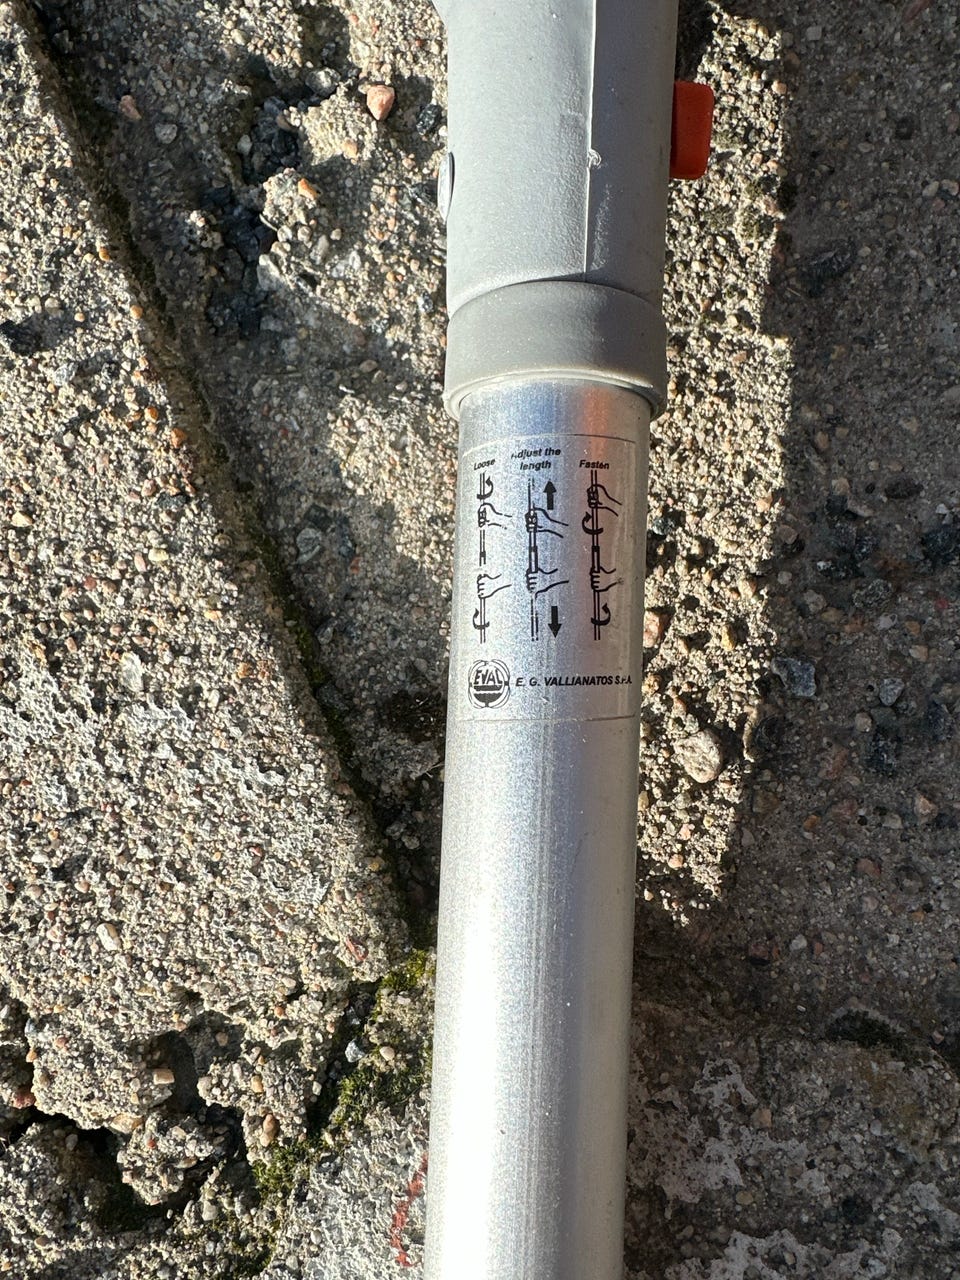 Loose
Adjust the
length
Fasten
EVAL
E. G. VALLIANATOS S.P.A.